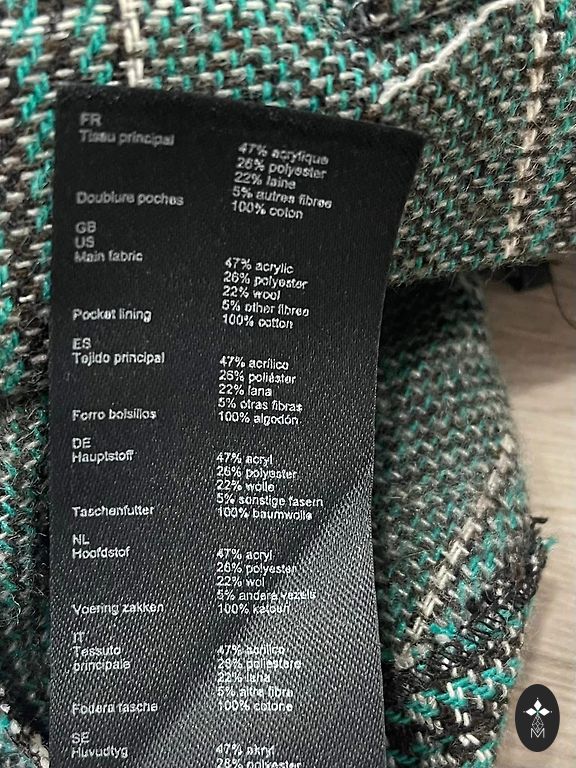 FR
Tissu principal
47% acrylique
26% polyester
22% laine
5% autres fibres
Doublure poches
100% coton
GB
US
Main fabric
47% acrylic
26% polyester
22% wool
5% other fibres
Pocket lining
100% cotton
ES
Tejido principal
47% acrílico
26% poliéster
22% lana
5% otras fibras
Forro bolsillos
100% algodón
DE
Hauptstoff
47% acryl
26% polyester
22% wolle
5% sonstige fasern
Taschenfutter
100% baumwolle
NL
Hoofdstof
47% acryl
26% polyester
22% wol
5% andere vezels
Voering zakken
100% katoen
IT
Tessuto
principale
47% acrilico
26% poliestere
22% lana
5% altre fibre
Fodera tasche
100% cotone
SE
Huvudtyg
47% akryl
26% polyester
M